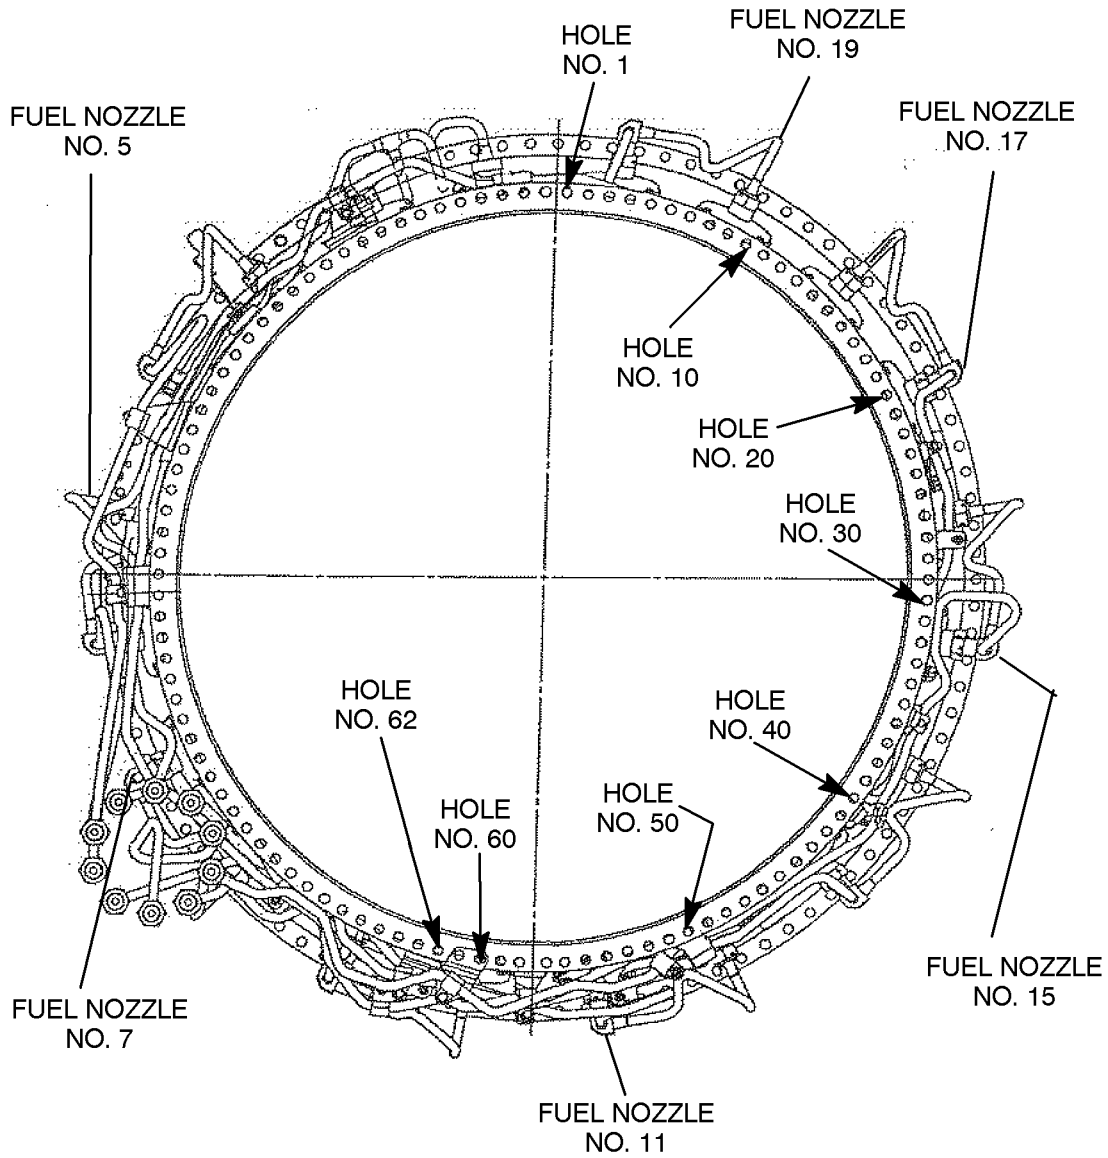 HOLE
NO. 1
FUEL NOZZLE
NO. 19
FUEL NOZZLE
NO. 5
FUEL NOZZLE
NO. 17
HOLE
NO. 10
HOLE
NO. 20
HOLE
NO. 30
HOLE
NO. 62
HOLE
NO. 40
HOLE
NO. 60
HOLE
NO. 50
FUEL NOZZLE
NO. 7
FUEL NOZZLE
NO. 15
FUEL NOZZLE
NO. 11